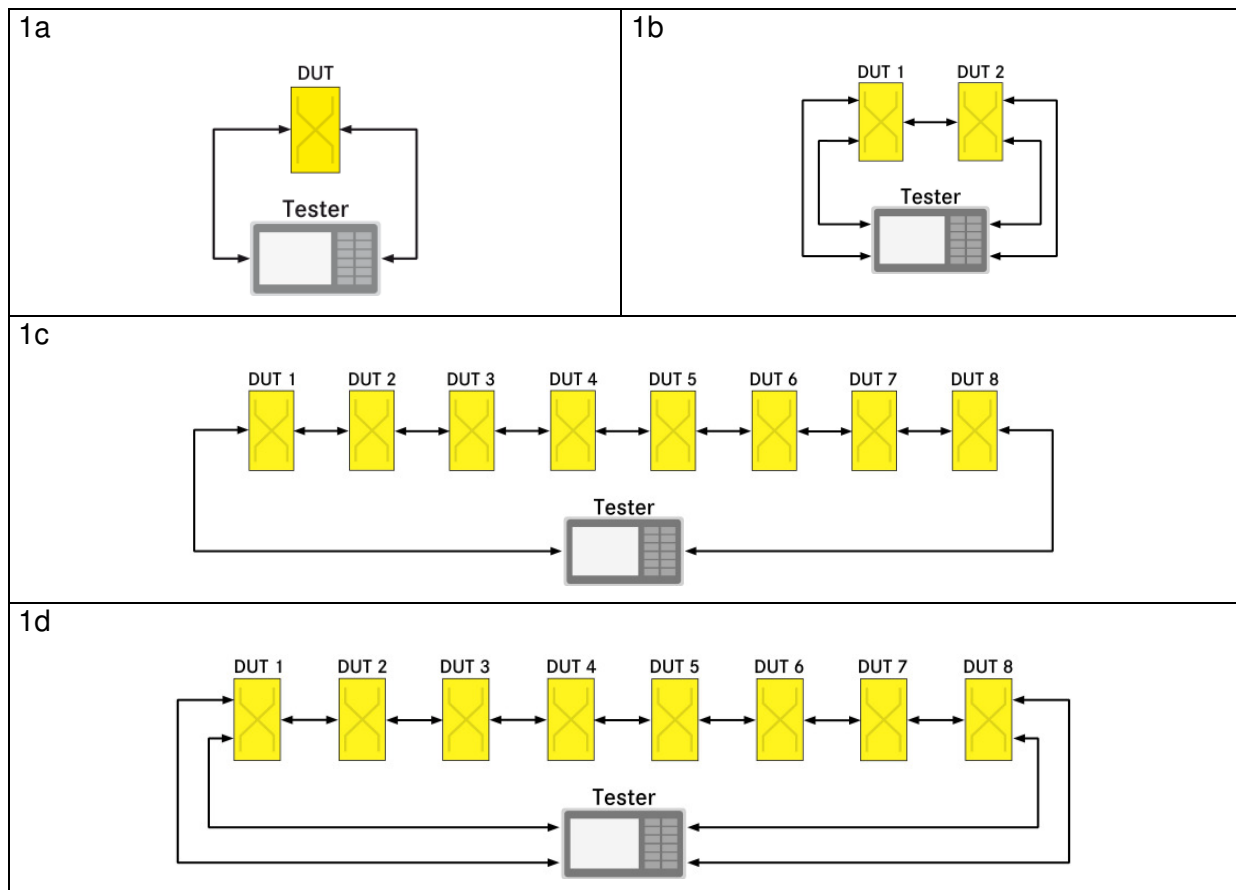 1a
DUT
Tester
1b
DUT 1 DUT 2
Tester
1c
DUT 1 DUT 2 DUT 3 DUT 4 DUT 5 DUT 6 DUT 7 DUT 8
Tester
1d
DUT 1 DUT 2 DUT 3 DUT 4 DUT 5 DUT 6 DUT 7 DUT 8
Tester